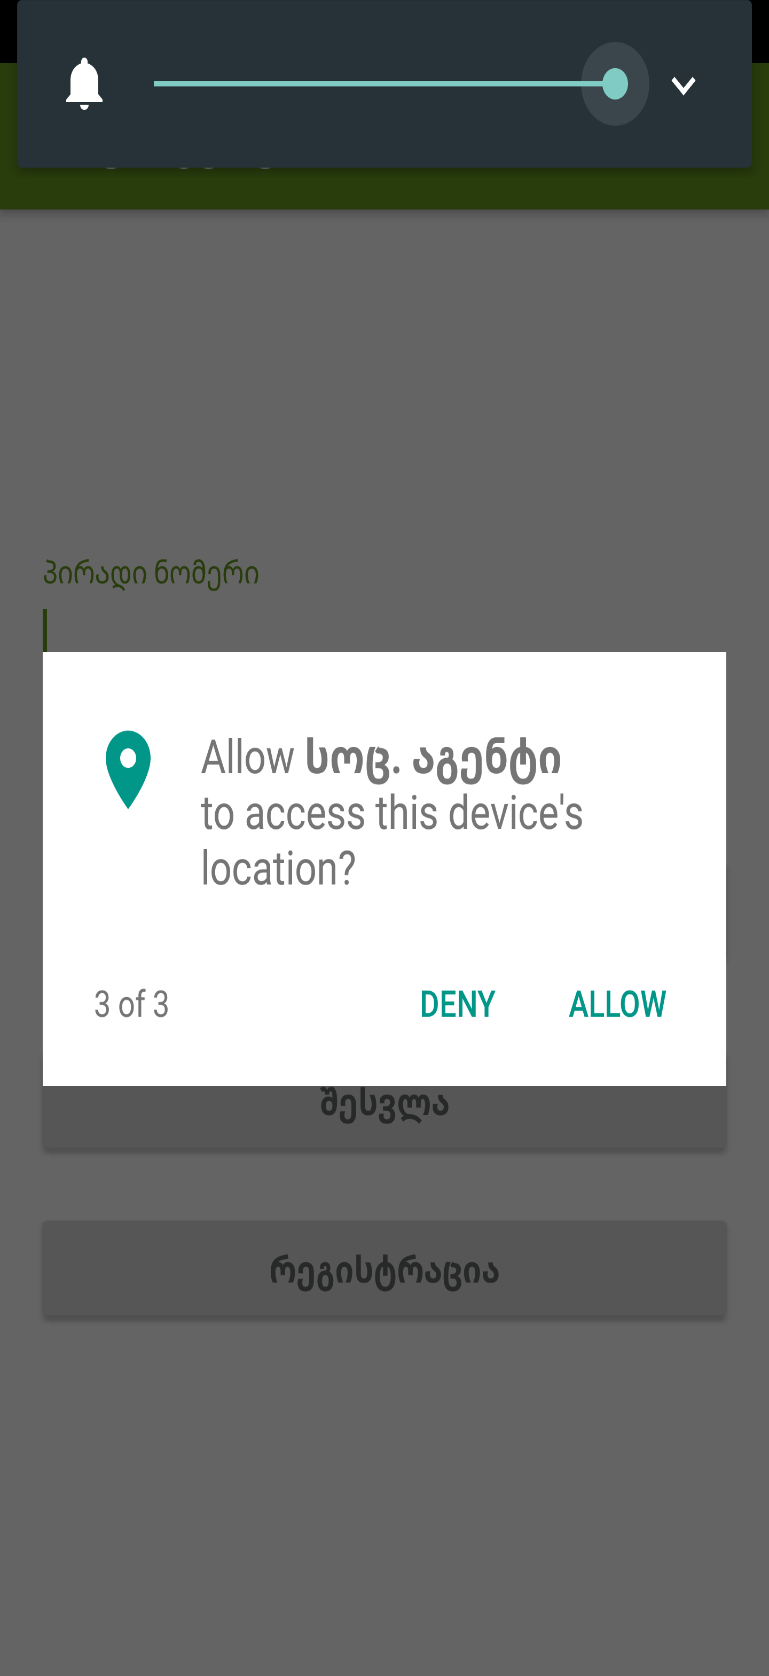 პირადი ნომერი
Allow სოც. აგენტი
to access this device's
location?
3 of 3
DENY
ALLOW
შესვლა
რეგისტრაცია